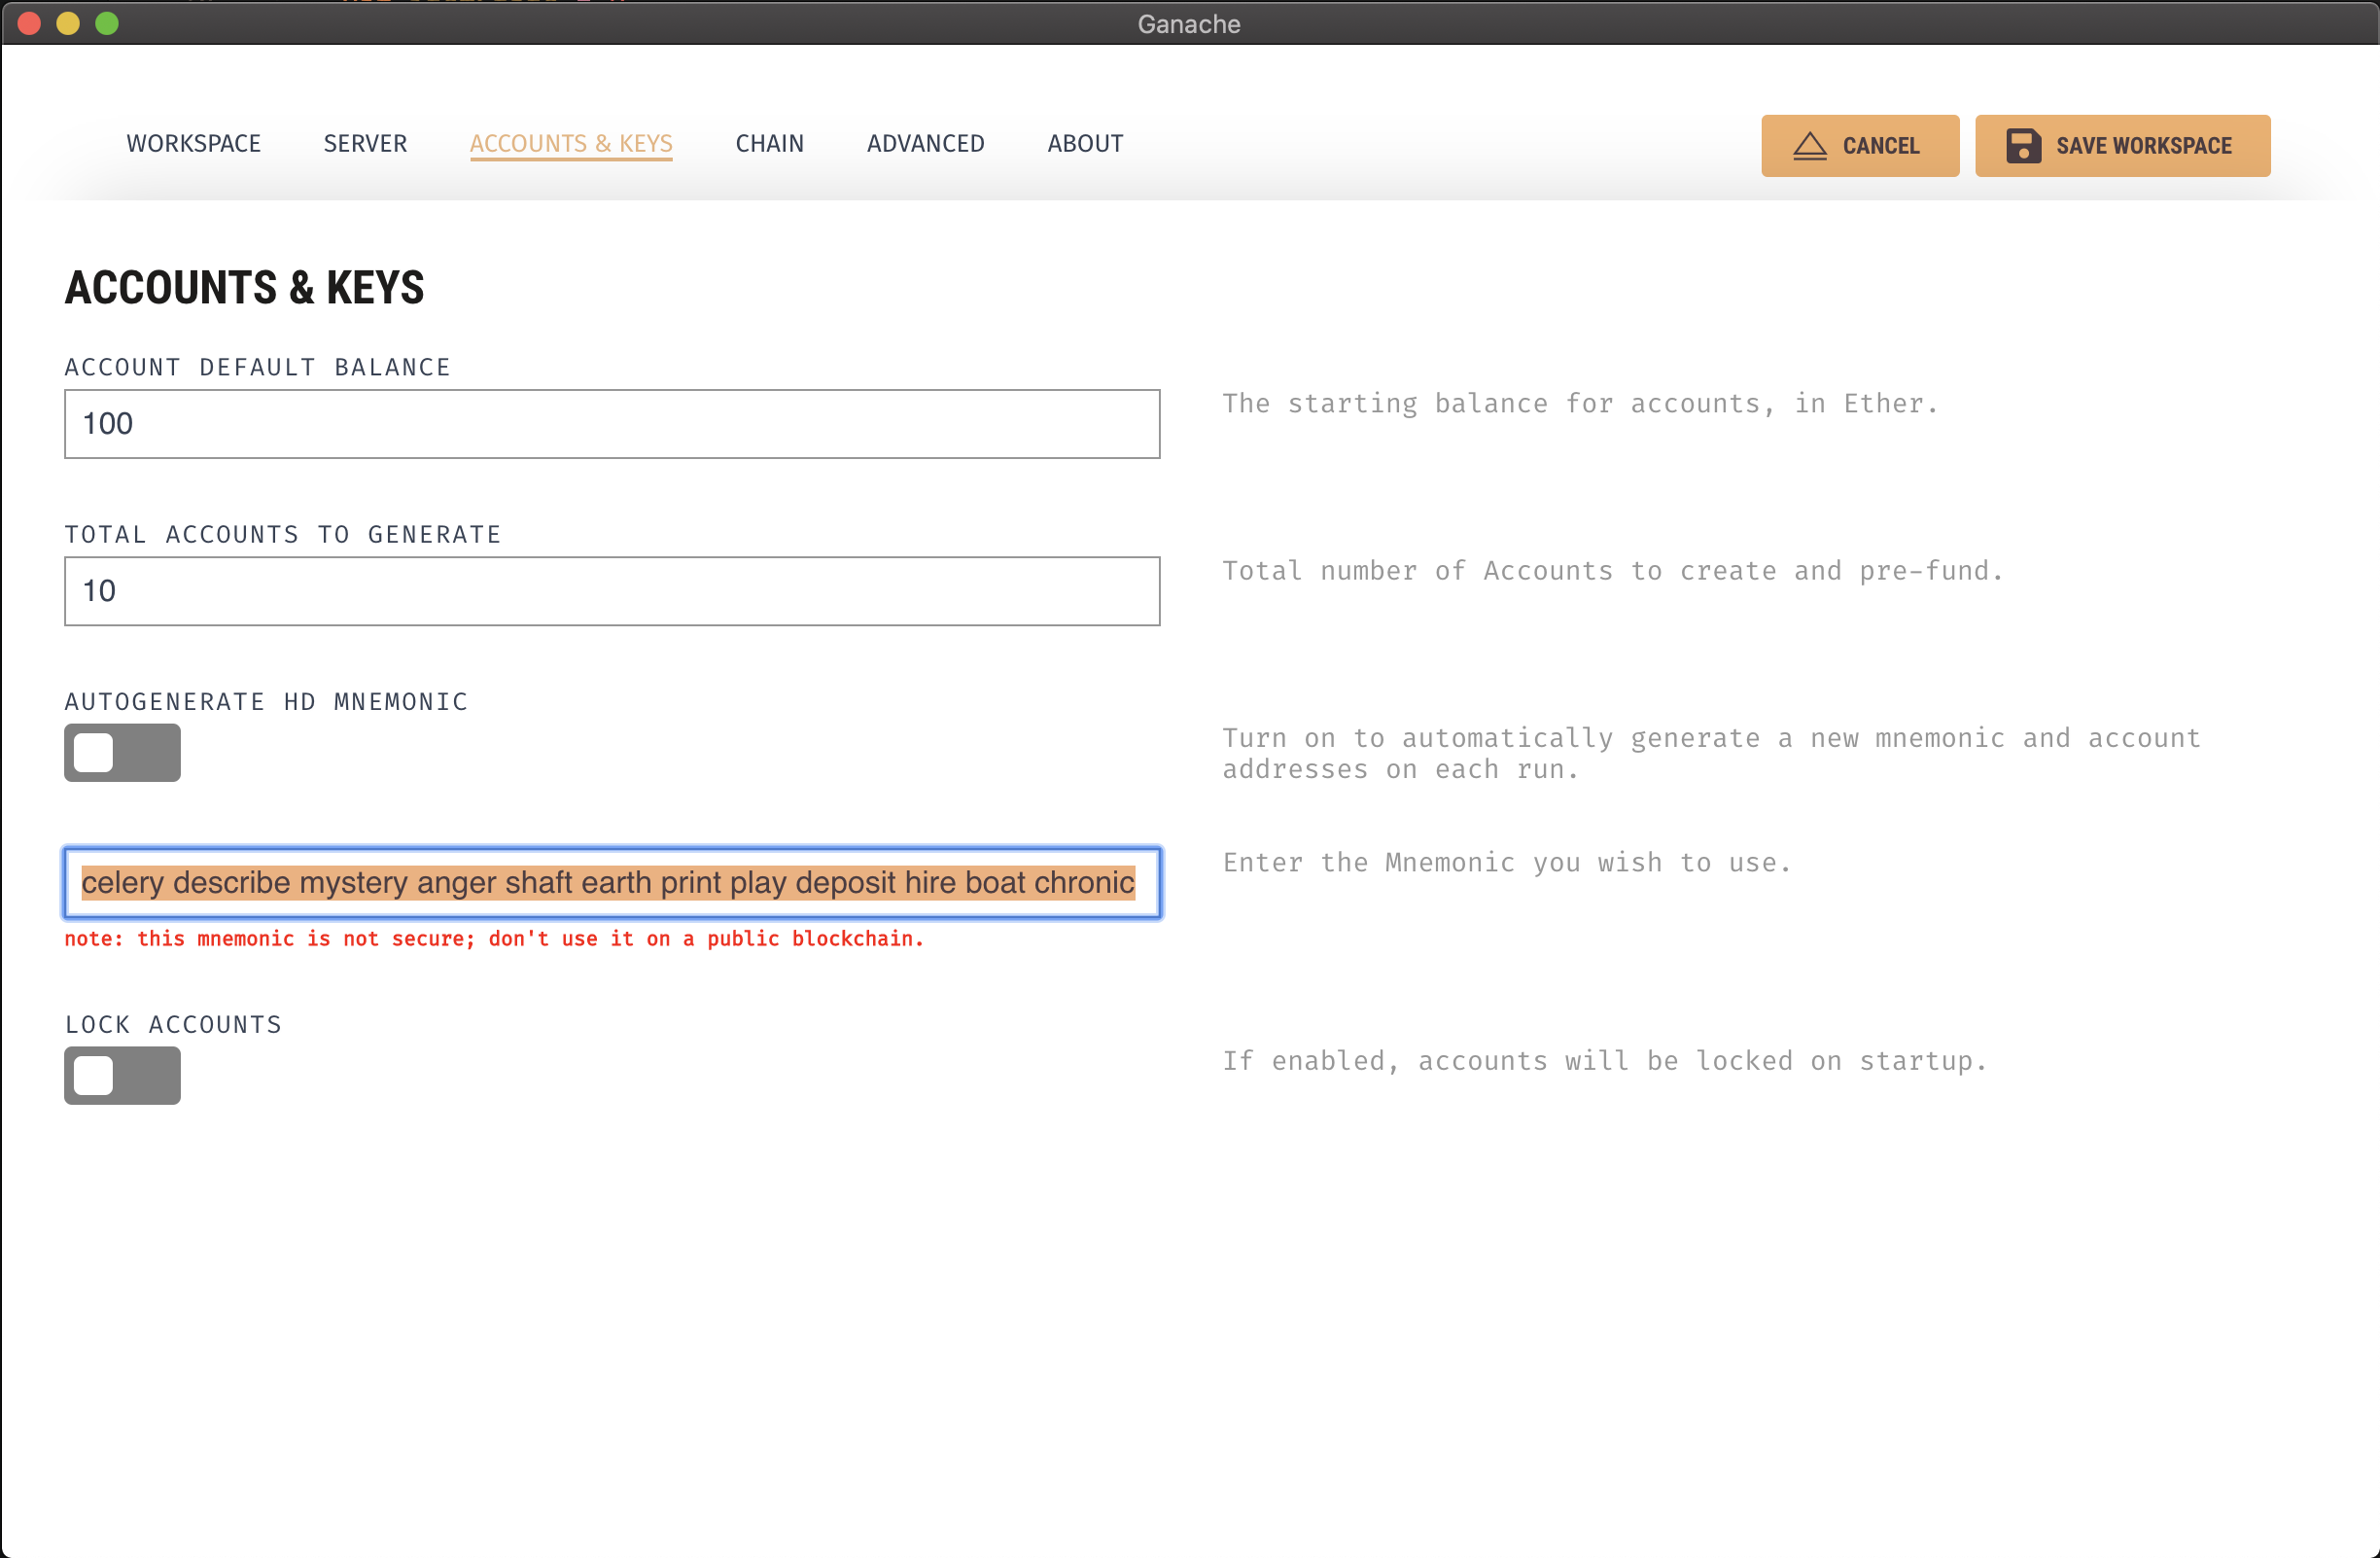 Ganache
WORKSPACE SERVER ACCOUNTS & KEYS CHAIN ADVANCED ABOUT CANCEL SAVE WORKSPACE
ACCOUNTS & KEYS
ACCOUNT DEFAULT BALANCE
100
The starting balance for accounts, in Ether.
TOTAL ACCOUNTS TO GENERATE
10
Total number of Accounts to create and pre-fund.
AUTOGENERATE HD MNEMONIC
Turn on to automatically generate a new mnemonic and account
addresses on each run.
celery describe mystery anger shaft earth print play deposit hire boat chronic
Enter the Mnemonic you wish to use.
note: this mnemonic is not secure; don't use it on a public blockchain.
LOCK ACCOUNTS
If enabled, accounts will be locked on startup.